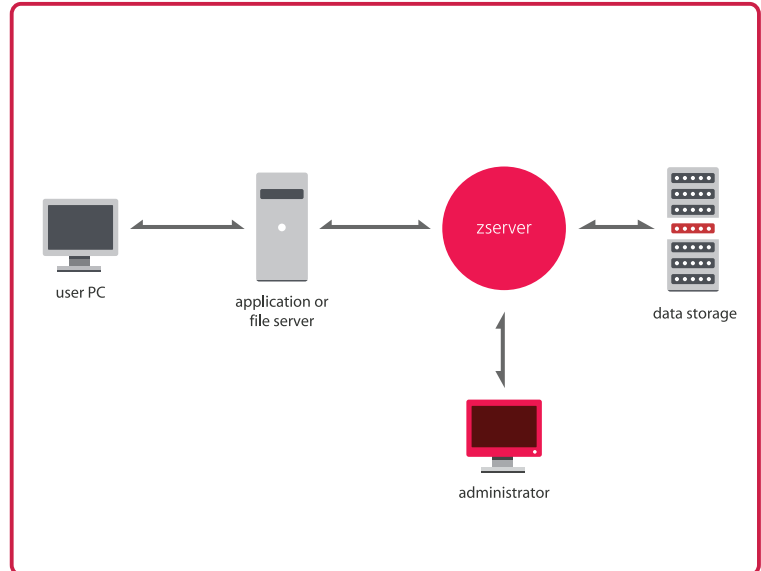 zserver
user PC
application or
file server
data storage
administrator